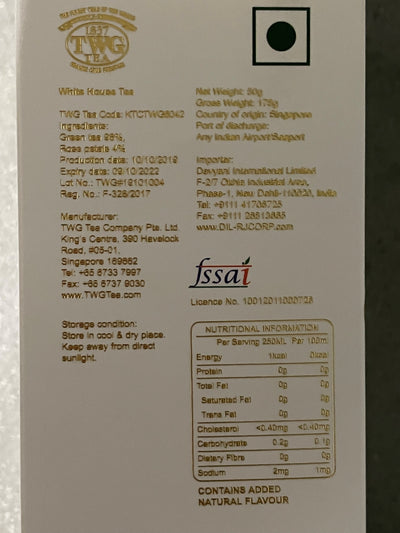 1837
TWG
TEA
White House Tea
TWG Tea Code: KTCTWG6042
Ingredients:
Green tea 96%,
Rose petals 4%
Production date: 10/10/2019
Expiry date: 09/10/2022
Lot No.: TWG#19101004
Reg. No.: F-326/2017
Manufacturer:
TWG Tea Company Pte. Ltd.
King's Centre, 390 Havelock
Road, #05-01,
Singapore 169662
Tel: +65 6733 7997
Fax: +65 6737 9030
www.TWGTea.com
Storage condition:
Store in cool & dry place.
Keep away from direct
sunlight.
Net Weight: 50g
Gross Weight: 175g
Country of origin: Singapore
Port of discharge:
Any Indian Airport/Seaport
Importer:
Devyani International Limited
F-2/7 Okhla Industrial Area,
Phase-1, New Delhi-110020, India
Tel: +9111 41706725
Fax: +9111 26813665
www.DIL-RJCORP.com
fssai
Licence No. 10012011000723
NUTRITIONAL INFORMATION
Per Serving 250ML Per 100m
Energy 1kcal 0kcal
Protein 0g 0g
Total Fat 0g 0g
Saturated Fat 0g 0g
Trans Fat 0g 0g
Cholesterol <0.40mg <0.40mg
Carbohydrate 0.2g 0.1g
Dietary Fibre 0g 0g
Sodium 2mg 1mg
CONTAINS ADDED
NATURAL FLAVOUR